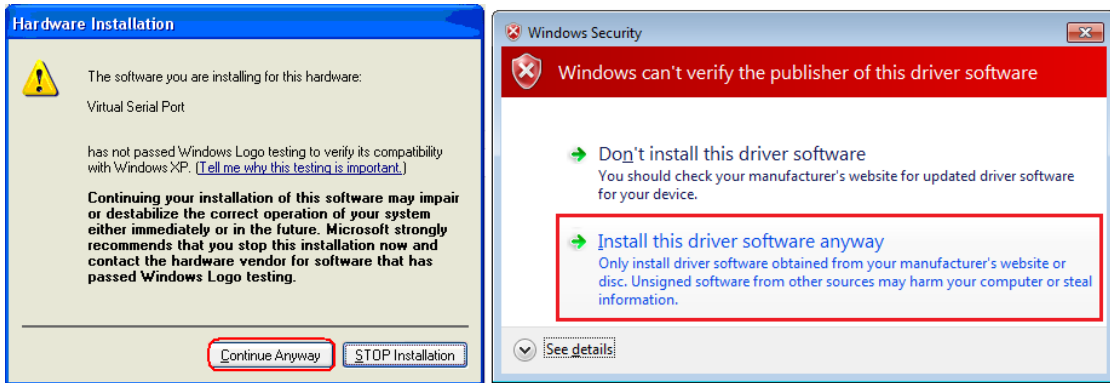 Hardware Installation
The software you are installing for this hardware:
Virtual Serial Port
has not passed Windows Logo testing to verify its compatibility
with Windows XP. (Tell me why this testing is important.)
Continuing your installation of this software may impair
or destabilize the correct operation of your system
either immediately or in the future. Microsoft strongly
recommends that you stop this installation now and
contact the hardware vendor for software that has
passed Windows Logo testing.
Continue Anyway
STOP Installation
Windows Security
Windows can't verify the publisher of this driver software
Don't install this driver software
You should check your manufacturer's website for updated driver software
for your device.
Install this driver software anyway
Only install driver software obtained from your manufacturer's website or
disc. Unsigned software from other sources may harm your computer or steal
information.
See details